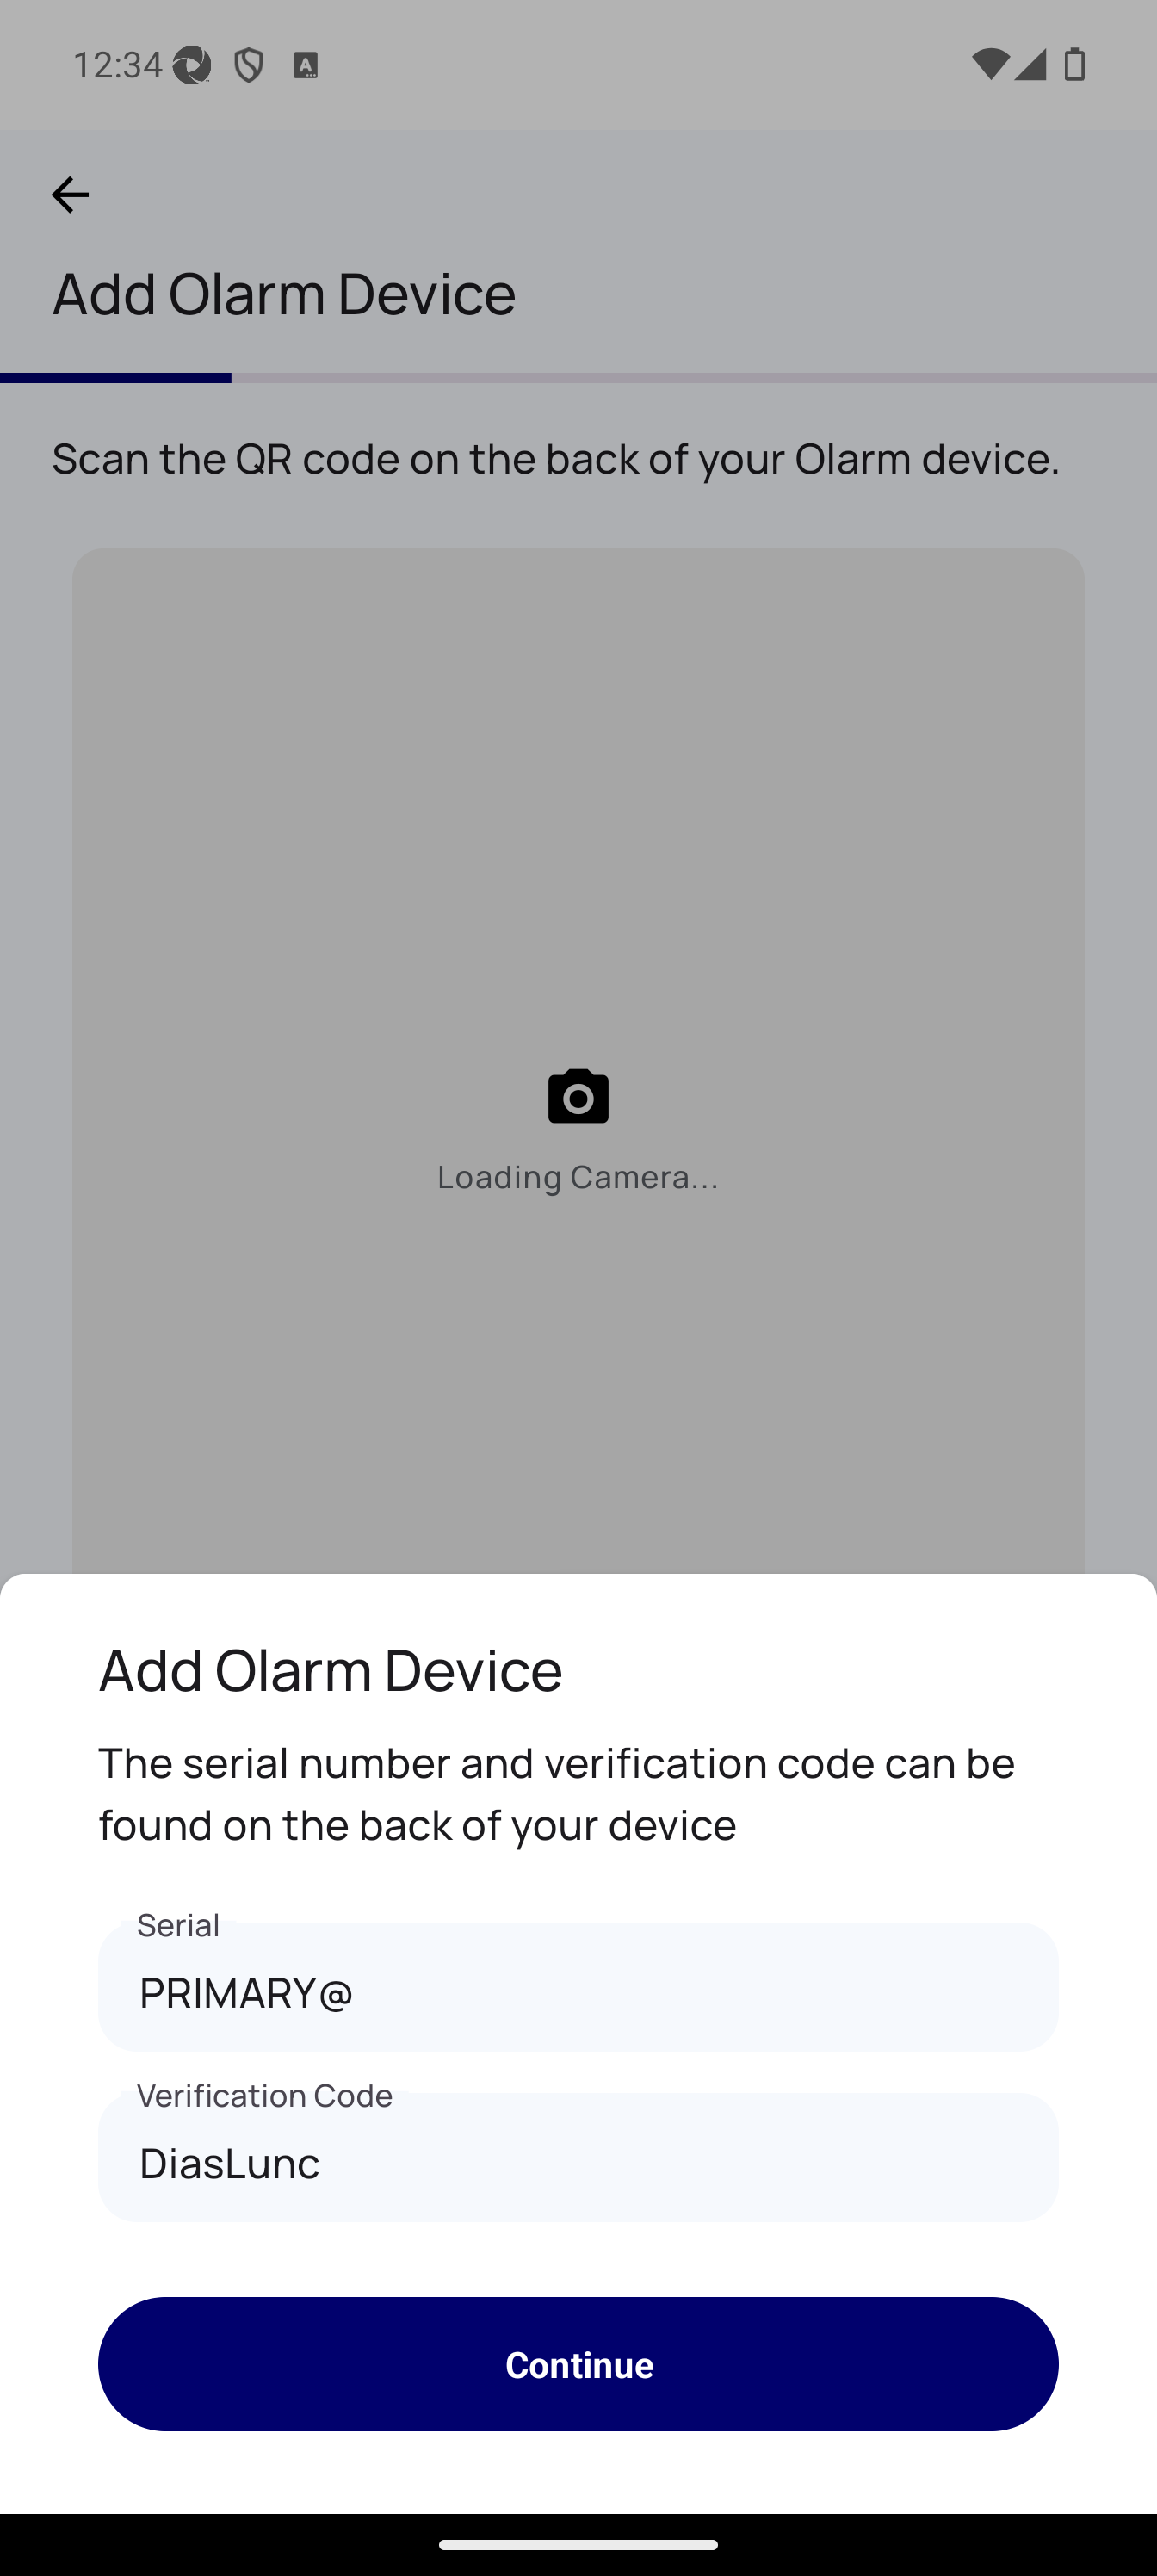 12:34
Add Olarm Device
Scan the QR code on the back of your Olarm device.
Loading Camera...
Add Olarm Device
The serial number and verification code can be
found on the back of your device
Serial
PRIMARY@
Verification Code
DiasLunc
Continue